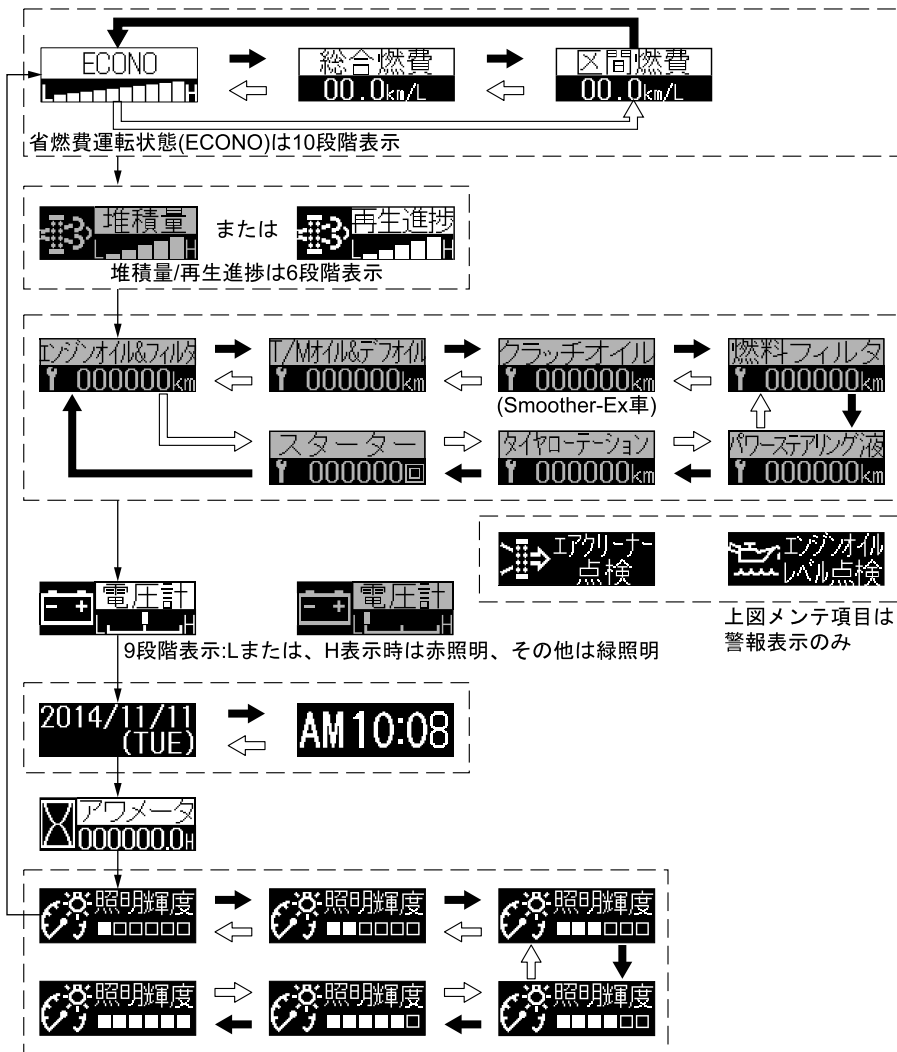 ECONO
L H
総合燃費
00.0km/L
区間燃費
00.0km/L
省燃費運転状態(ECONO)は10段階表示
堆積量
L H
または
再生進捗
L H
堆積量/再生進捗は6段階表示
エンジンオイル&フィルタ
000000km
T/Mオイル&デフオイル
000000km
クラッチオイル
000000km
(Smoother-Ex車)
燃料フィルタ
000000km
スターター
000000回
タイヤローテーション
000000km
パワーステアリング液
000000km
エアクリーナー
点検
エンジンオイル
レベル点検
上図メンテ項目は
警報表示のみ
電圧計
L H
電圧計
L H
9段階表示:Lまたは、H表示時は赤照明、その他は緑照明
2014/11/11
(TUE)
AM10:08
アワメータ
000000.0H
照明輝度
照明輝度
照明輝度
照明輝度
照明輝度
照明輝度